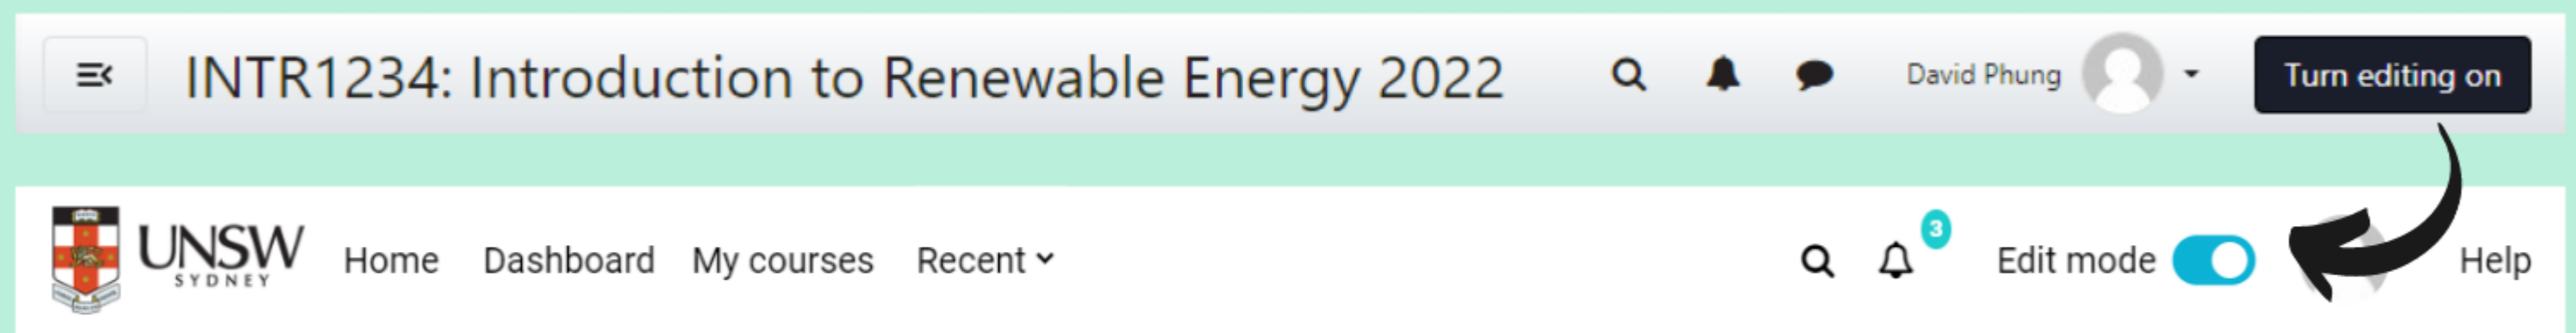 INTR1234: Introduction to Renewable Energy 2022 David Phung Turn editing on
UNSW Home Dashboard My courses Recent 3 Edit mode Help
SYDNEY